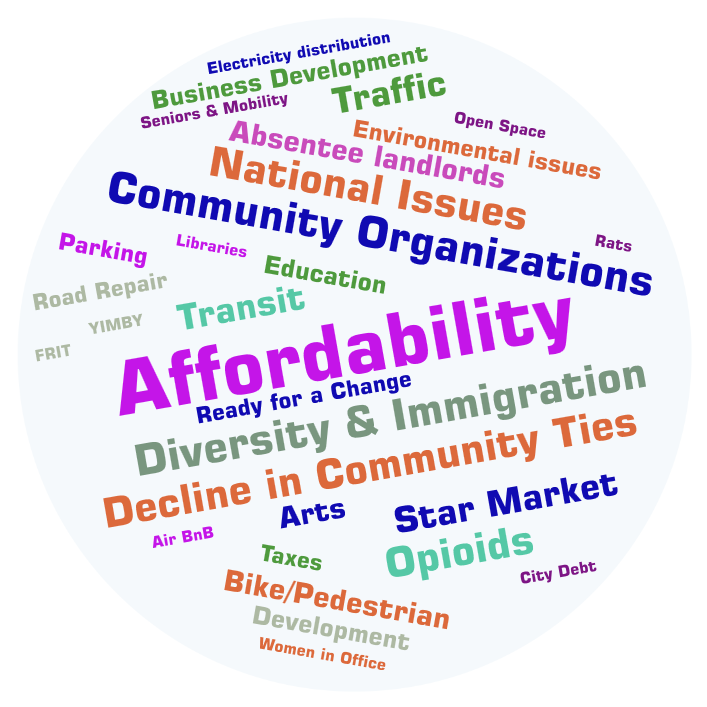 Electricity distribution
Business Development
Seniors & Mobility
Traffic
Open Space
Environmental issues
Absentee landlords
National Issues
Community Organizations
Rats
Parking
Libraries
Education
Road Repair
Transit
YIMBY
FRIT
Affordability
Ready for a Change
Diversity & Immigration
Decline in Community Ties
Arts
Star Market
Air BnB
Opioids
Taxes
City Debt
Bike/Pedestrian
Development
Women in Office